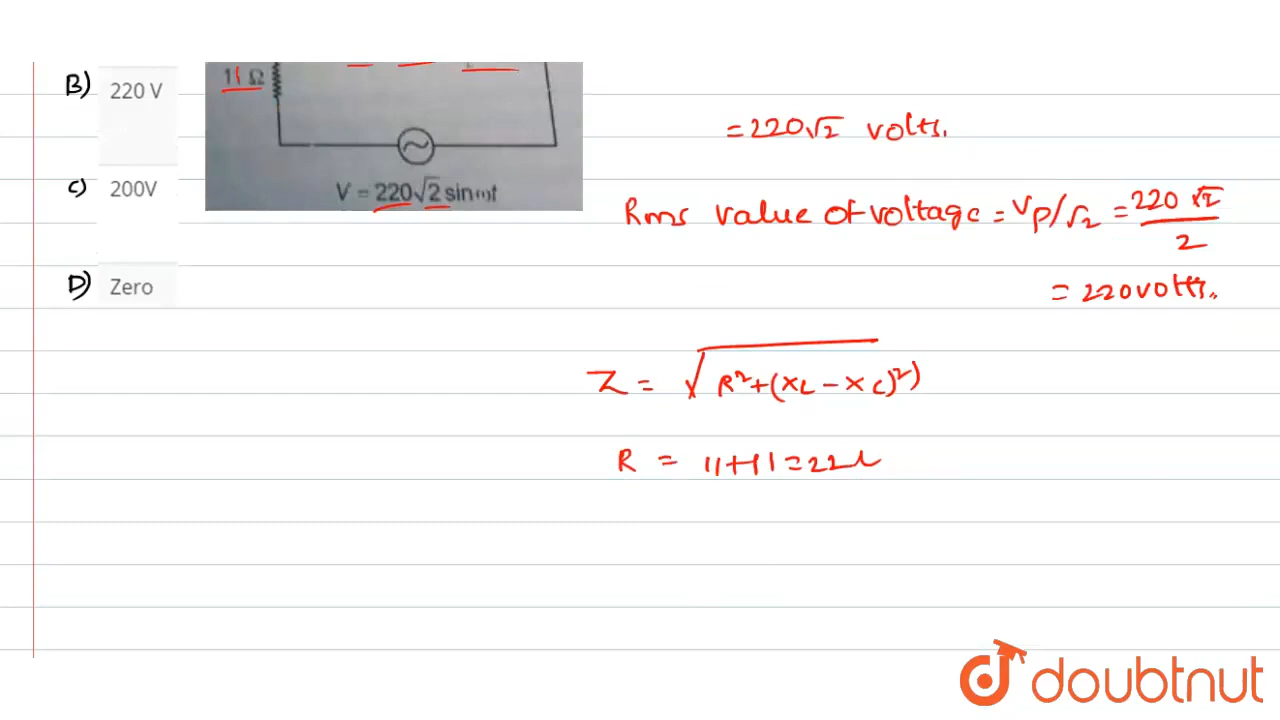 B) 220 V
11 Ω
= 220√2 volts.
C) 200V
V = 220√2 sin ωt
Rms value of voltage = Vp/√2 = 220 √2 / 2
= 220 volts.
D) Zero
Z = √R²+(XL – XC)²)
R = 11+11=22Ω
doubtnut